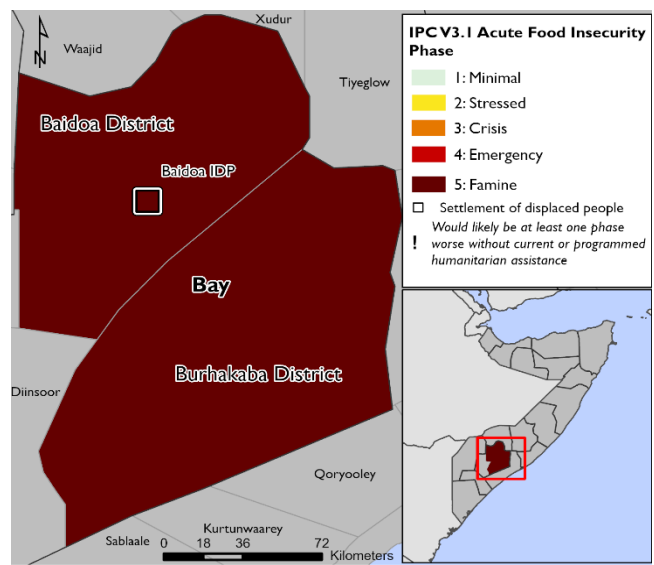 Xudur
Waajid
N
Tiyeglow
Baidoa District
Baidoa IDP
Bay
Burhakaba District
Diinsoor
Qoryooley
Kurtunwaarey
Sablaale
0 18 36 72
Kilometers
IPC V3.1 Acute Food Insecurity
Phase
1: Minimal
2: Stressed
3: Crisis
4: Emergency
5: Famine
Settlement of displaced people
Would likely be at least one phase
! worse without current or programmed
humanitarian assistance